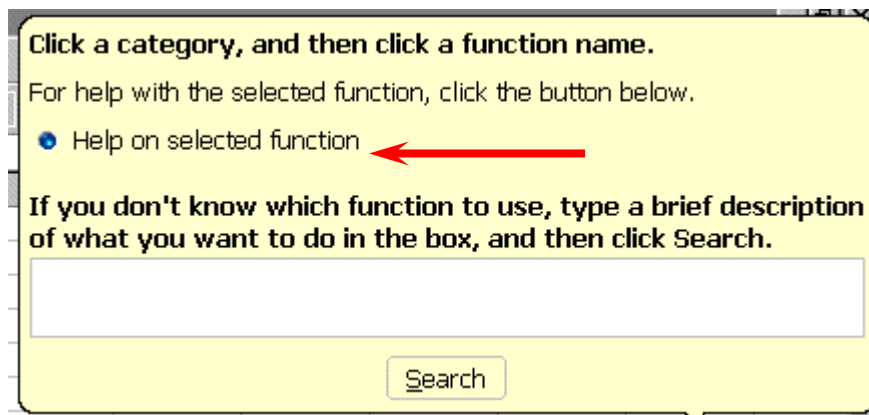 Click a category, and then click a function name.
For help with the selected function, click the button below.
Help on selected function
If you don't know which function to use, type a brief description
of what you want to do in the box, and then click Search.
Search